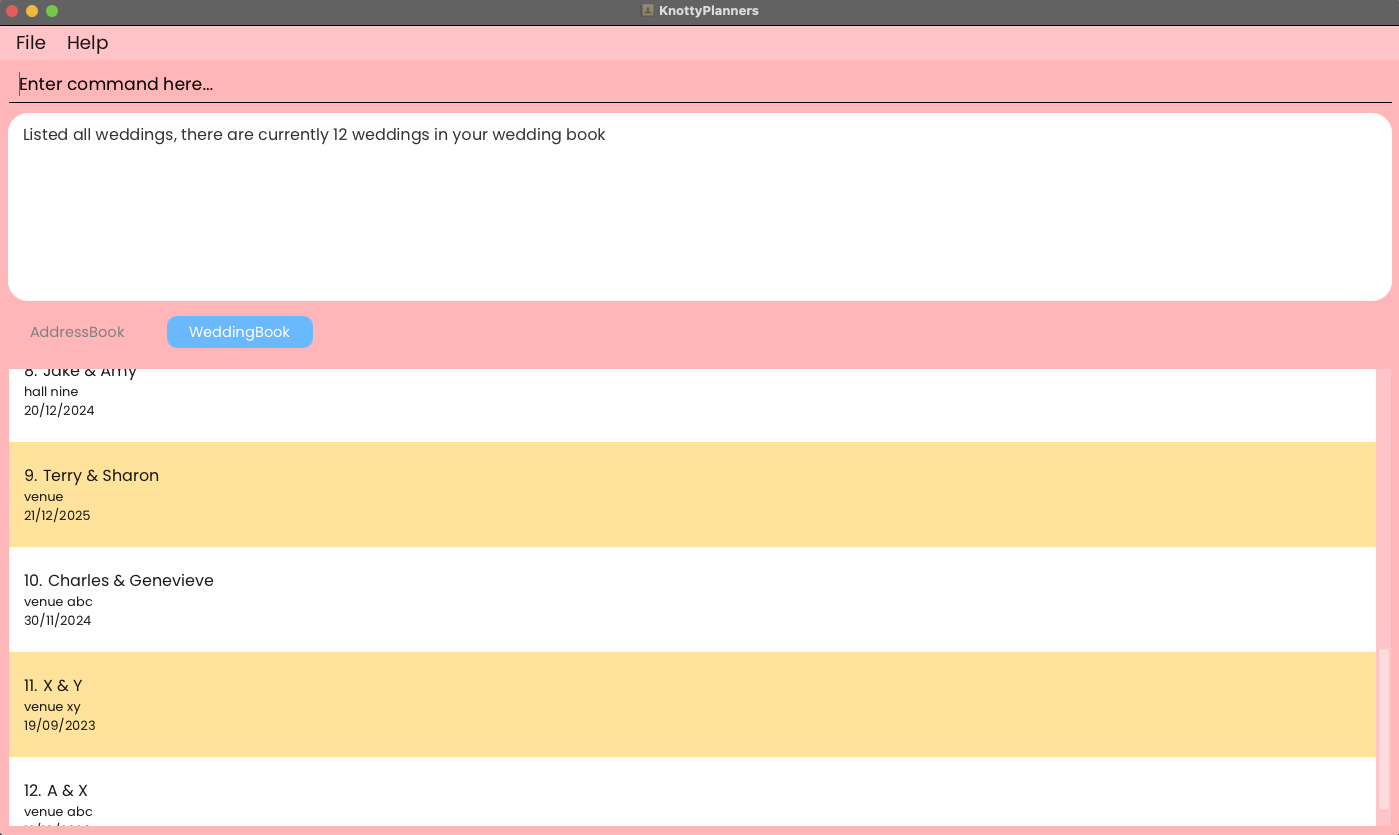 KnottyPlanners
File Help
Enter command here...
Listed all weddings, there are currently 12 weddings in your wedding book
AddressBook WeddingBook
8. Jake & Amy
hall nine
20/12/2024
9. Terry & Sharon
venue
21/12/2025
10. Charles & Genevieve
venue abc
30/11/2024
11. X & Y
venue xy
19/09/2023
12. A & X
venue abc